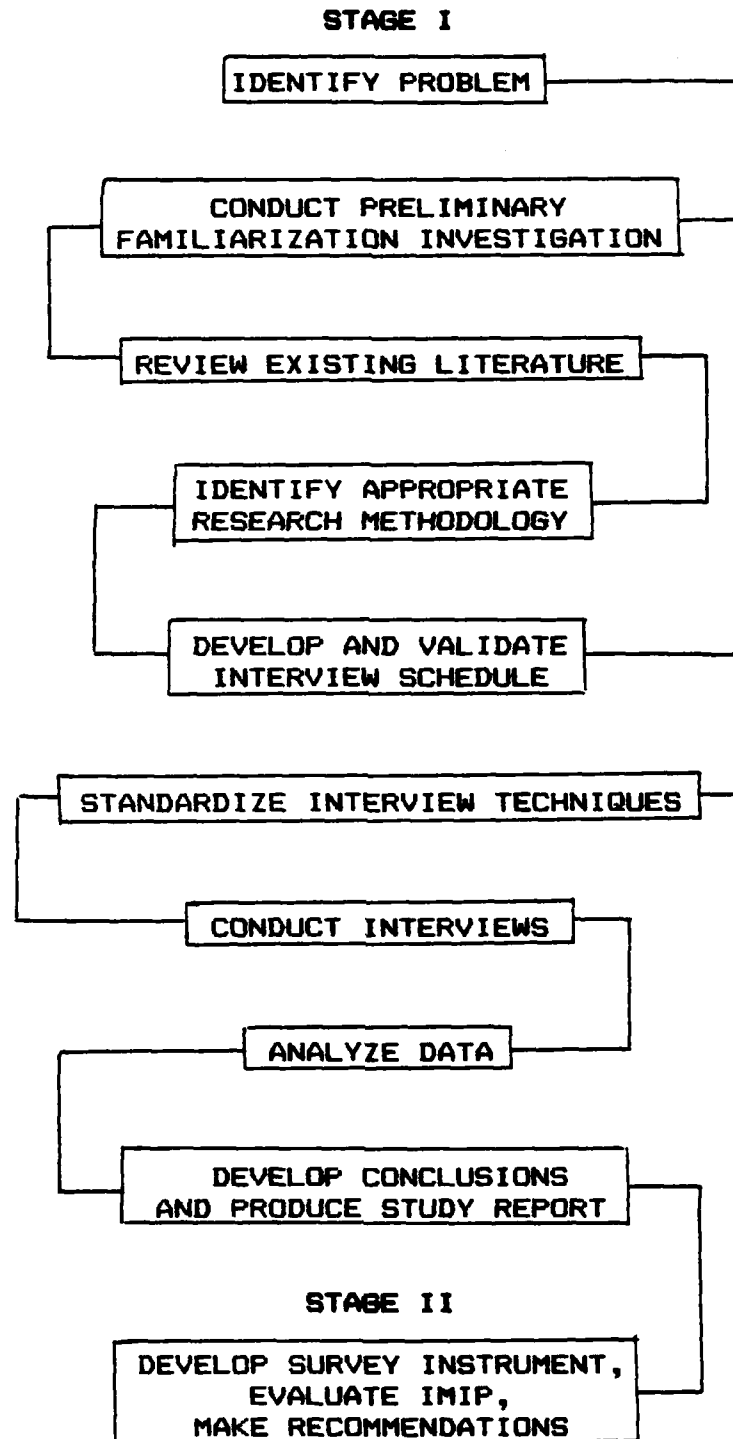 STAGE I
IDENTIFY PROBLEM
CONDUCT PRELIMINARY
FAMILIARIZATION INVESTIGATION
REVIEW EXISTING LITERATURE
IDENTIFY APPROPRIATE
RESEARCH METHODOLOGY
DEVELOP AND VALIDATE
INTERVIEW SCHEDULE
STANDARDIZE INTERVIEW TECHNIQUES
CONDUCT INTERVIEWS
ANALYZE DATA
DEVELOP CONCLUSIONS
AND PRODUCE STUDY REPORT
STAGE II
DEVELOP SURVEY INSTRUMENT,
EVALUATE IMIP,
MAKE RECOMMENDATIONS